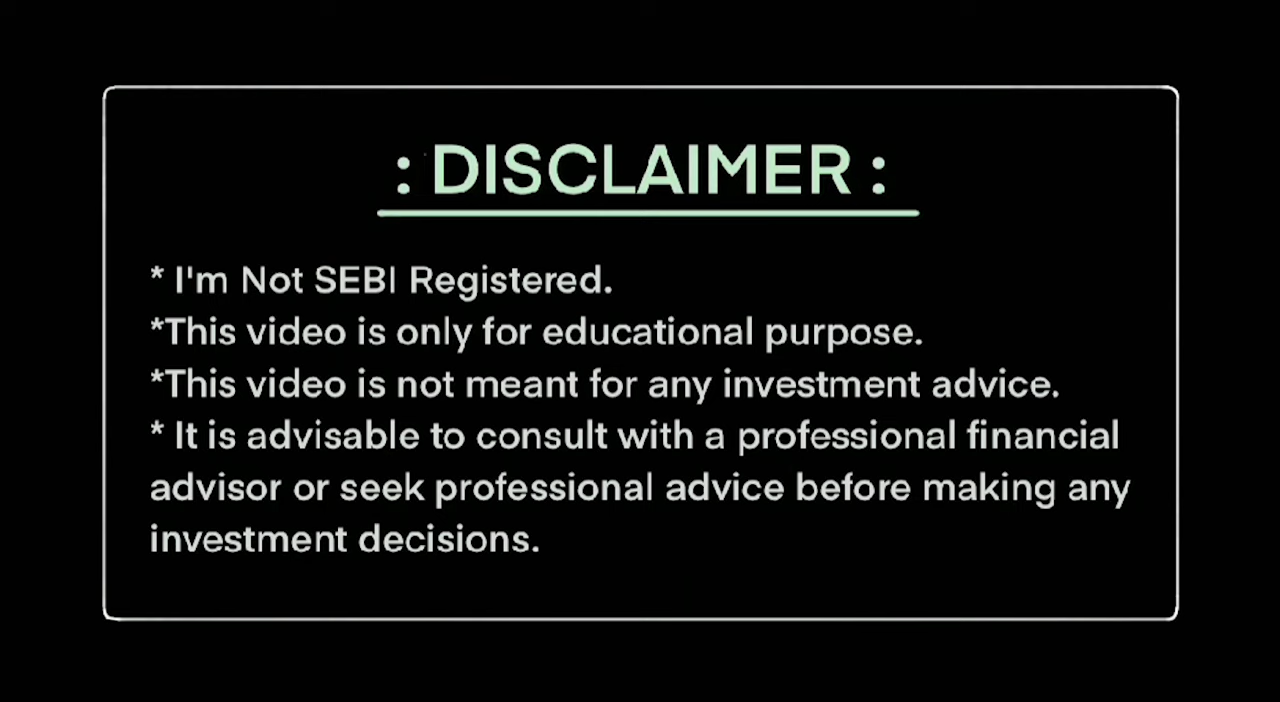 : DISCLAIMER :
* I'm Not SEBI Registered.
*This video is only for educational purpose.
*This video is not meant for any investment advice.
* It is advisable to consult with a professional financial
advisor or seek professional advice before making any
investment decisions.